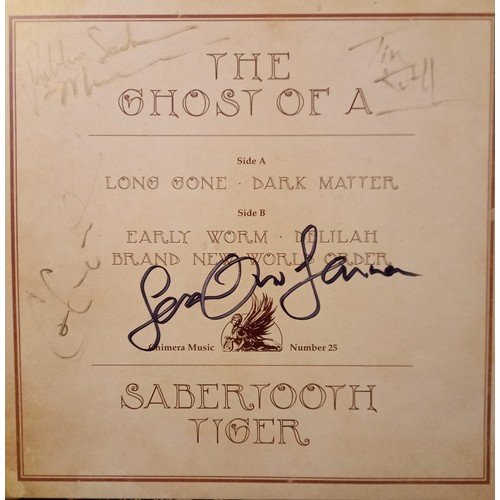 THE
GHOST OF A
Side A
LONG GONE · DARK MATTER
Side B
EARLY WORM · DELILAH
BRAND NEW WORLD ORDER
Chimera Music Number 25
SABERTOOTH
TIGER